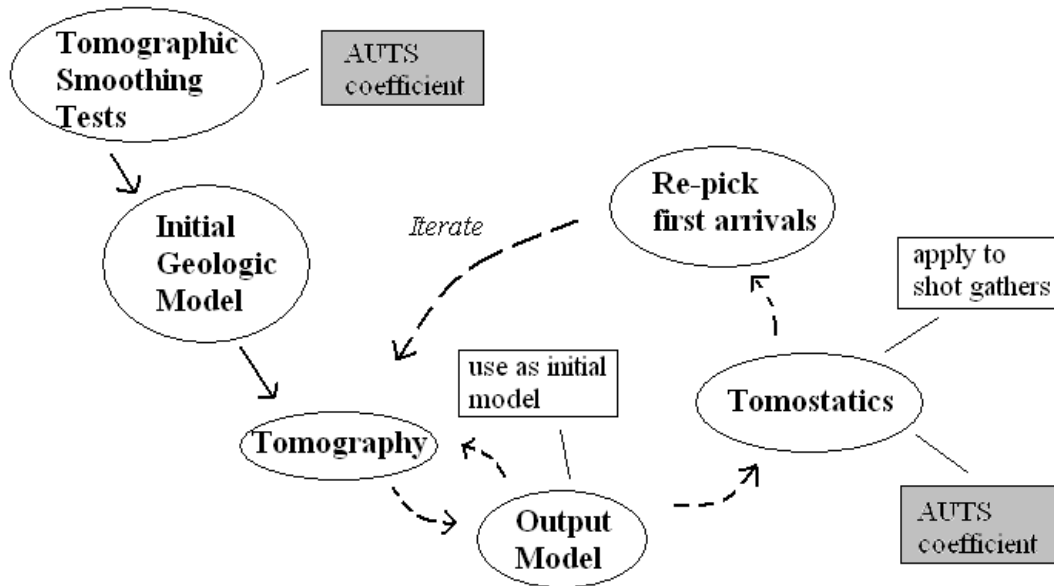 Tomographic
Smoothing
Tests
AUTS
coefficient
Initial
Geologic
Model
Iterate
Re-pick
first arrivals
apply to
shot gathers
use as initial
model
Tomography
Tomostatics
Output
Model
AUTS
coefficient